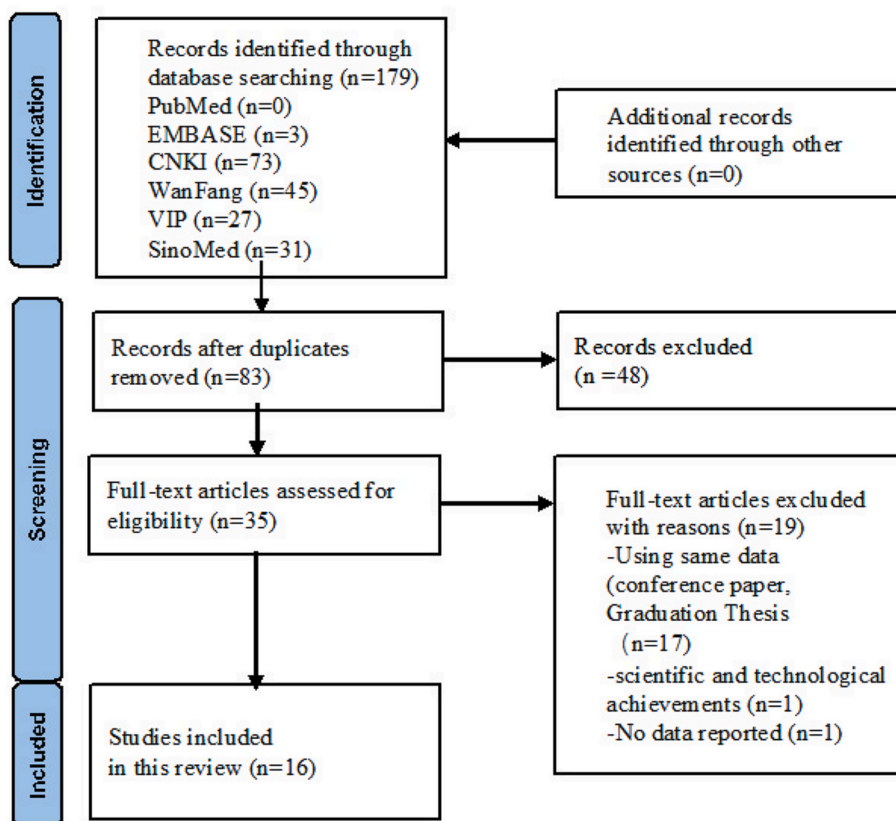 Identification
Records identified through
database searching (n=179)
PubMed (n=0)
EMBASE (n=3)
CNKI (n=73)
WanFang (n=45)
VIP (n=27)
SinoMed (n=31)
Additional records
identified through other
sources (n=0)
Screening
Records after duplicates
removed (n=83)
Records excluded
(n =48)
Full-text articles assessed for
eligibility (n=35)
Full-text articles excluded
with reasons (n=19)
-Using same data
(conference paper,
Graduation Thesis
(n=17)
-scientific and technological
achievements (n=1)
-No data reported (n=1)
Included
Studies included
in this review (n=16)